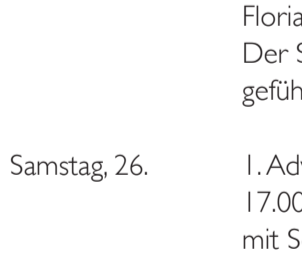 Floria
Der S
gefüh
Samstag, 26. 1. Adv
17.00
mit S